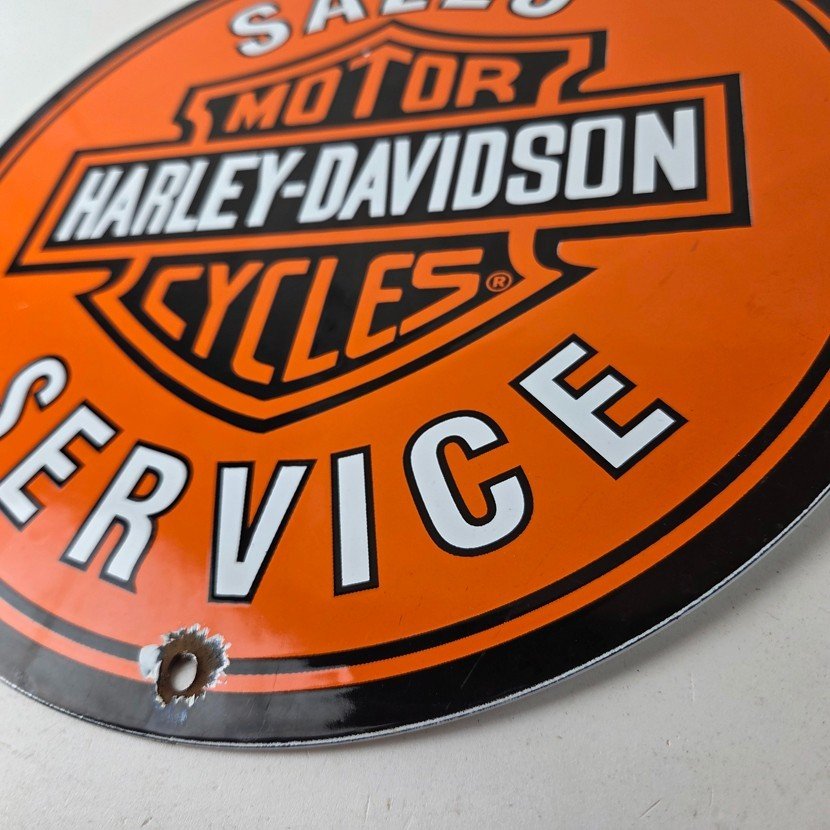 SALES
MOTOR
HARLEY-DAVIDSON
CYCLES®
SERVICE